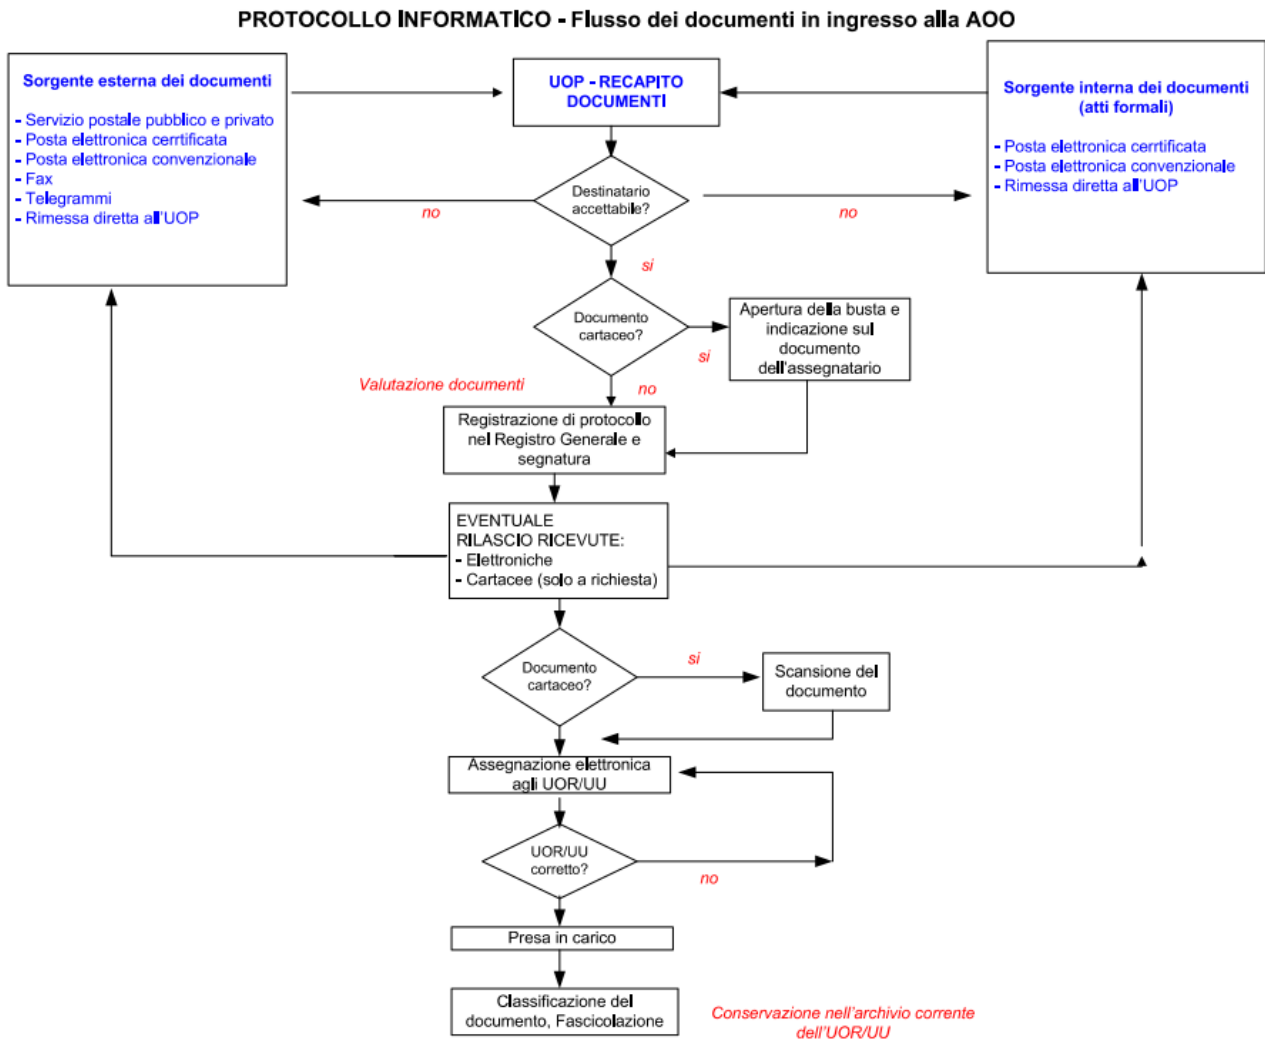 PROTOCOLLO INFORMATICO - Flusso dei documenti in ingresso alla AOO
Sorgente esterna dei documenti
- Servizio postale pubblico e privato
- Posta elettronica cerrtificata
- Posta elettronica convenzionale
- Fax
- Telegrammi
- Rimessa diretta all'UOP
UOP - RECAPITO
DOCUMENTI
Sorgente interna dei documenti
(atti formali)
- Posta elettronica cerrtificata
- Posta elettronica convenzionale
- Rimessa diretta all'UOP
Destinatario
accettabile?
no
no
si
Documento
cartaceo?
si
Apertura della busta e
indicazione sul
documento
dell'assegnatario
Valutazione documenti
no
Registrazione di protocollo
nel Registro Generale e
segnatura
EVENTUALE
RILASCIO RICEVUTE:
- Elettroniche
- Cartacee (solo a richiesta)
Documento
cartaceo?
si
Scansione del
documento
Assegnazione elettronica
agli UOR/UU
UOR/UU
corretto?
no
Presa in carico
Classificazione del
documento, Fascicolazione
Conservazione nell'archivio corrente
dell'UOR/UU